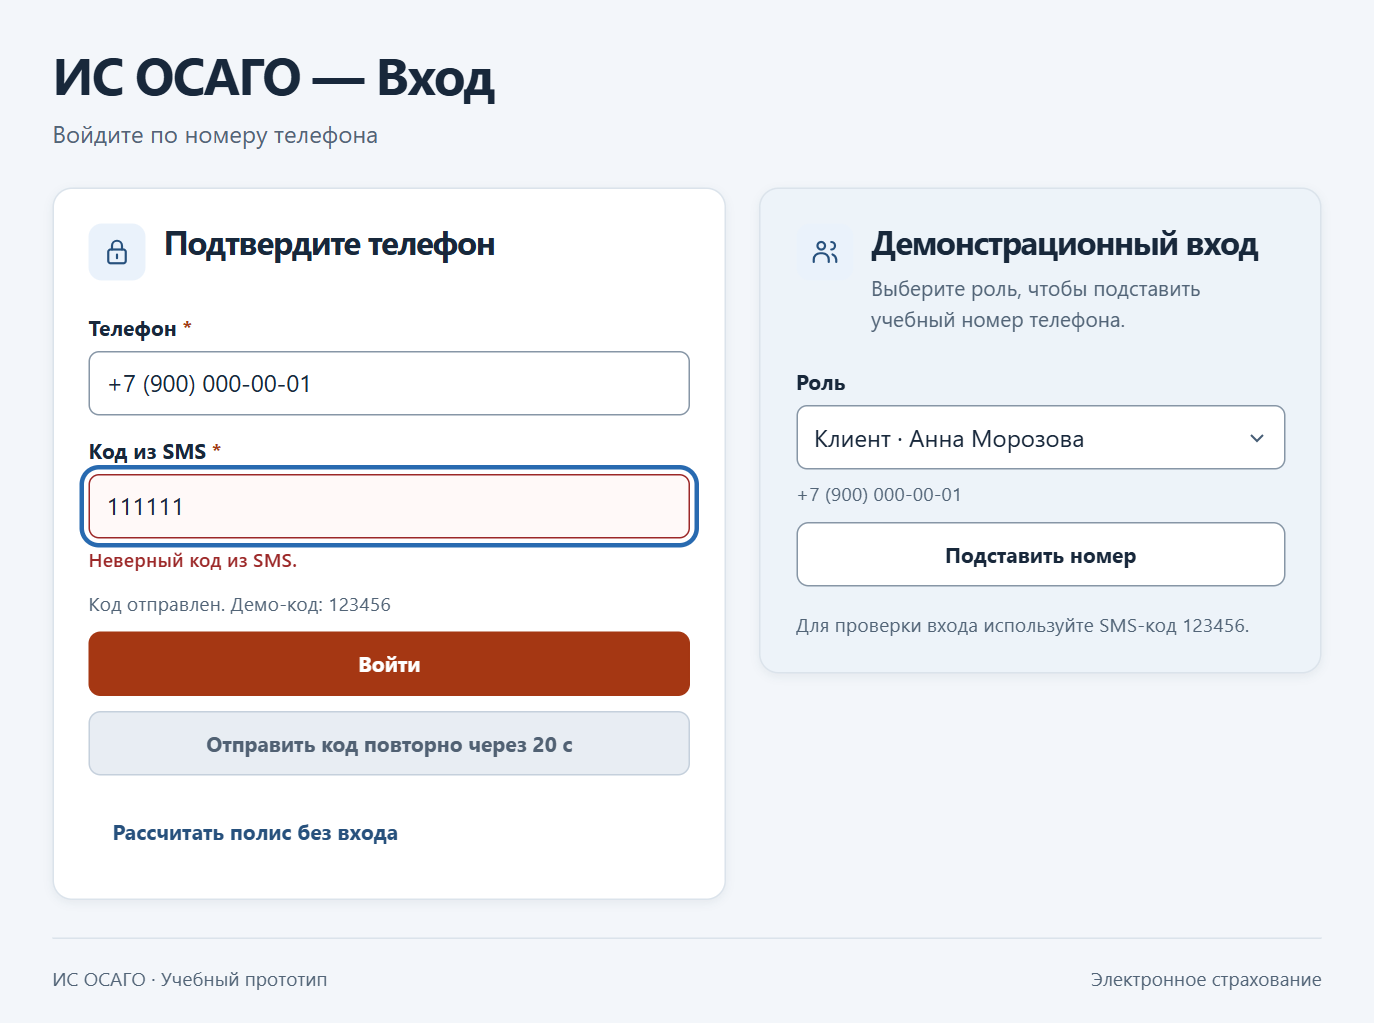 ИС ОСАГО — Вход
Войдите по номеру телефона
Подтвердите телефон
Телефон *
+7 (900) 000-00-01
Код из SMS *
111111
Неверный код из SMS.
Код отправлен. Демо-код: 123456
Войти
Отправить код повторно через 20 с
Рассчитать полис без входа
Демонстрационный вход
Выберите роль, чтобы подставить
учебный номер телефона.
Роль
Клиент · Анна Морозова
+7 (900) 000-00-01
Подставить номер
Для проверки входа используйте SMS-код 123456.
ИС ОСАГО · Учебный прототип
Электронное страхование